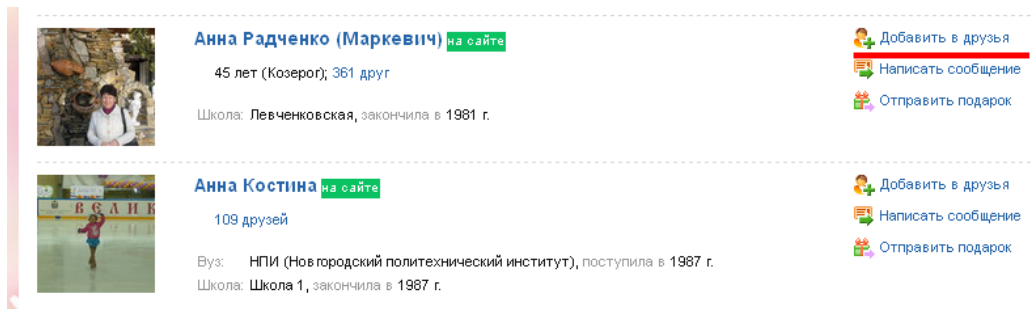 Анна Радченко (Маркевич) на сайте
45 лет (Козерог); 361 друг
Школа: Левченковская, закончила в 1981 г.
Добавить в друзья
Написать сообщение
Отправить подарок
ВЕЛИК
Анна Костина на сайте
109 друзей
Вуз: НПИ (Новгородский политехнический институт), поступила в 1987 г.
Школа: Школа 1, закончила в 1987 г.
Добавить в друзья
Написать сообщение
Отправить подарок